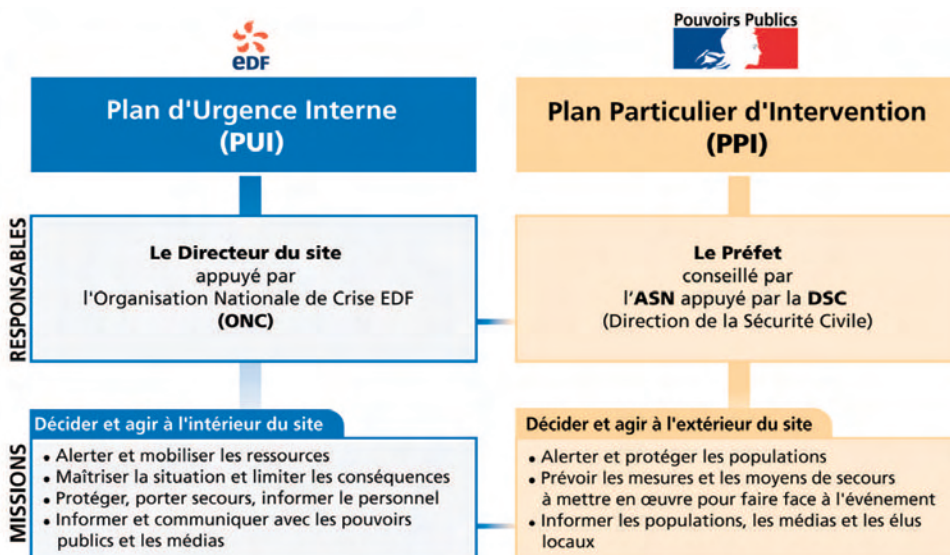 eDF
Plan d'Urgence Interne
(PUI)
RESPONSABLES
Le Directeur du site
appuyé par
l'Organisation Nationale de Crise EDF
(ONC)
MISSIONS
Décider et agir à l'intérieur du site
• Alerter et mobiliser les ressources
• Maîtriser la situation et limiter les conséquences
• Protéger, porter secours, informer le personnel
• Informer et communiquer avec les pouvoirs
publics et les médias
Pouvoirs Publics
Plan Particulier d'Intervention
(PPI)
Le Préfet
conseillé par
l'ASN appuyé par la DSC
(Direction de la Sécurité Civile)
Décider et agir à l'extérieur du site
• Alerter et protéger les populations
• Prévoir les mesures et les moyens de secours
à mettre en œuvre pour faire face à l'événement
• Informer les populations, les médias et les élus
locaux